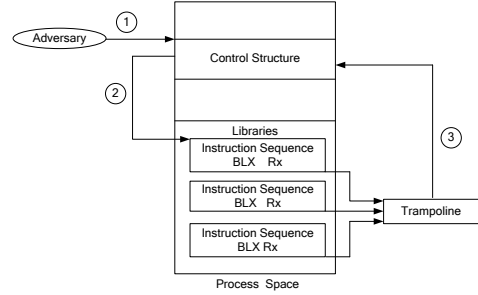 Adversary
1
Control Structure
2
Libraries
Instruction Sequence
BLX Rx
Instruction Sequence
BLX Rx
Instruction Sequence
BLX Rx
Trampoline
3
Process Space